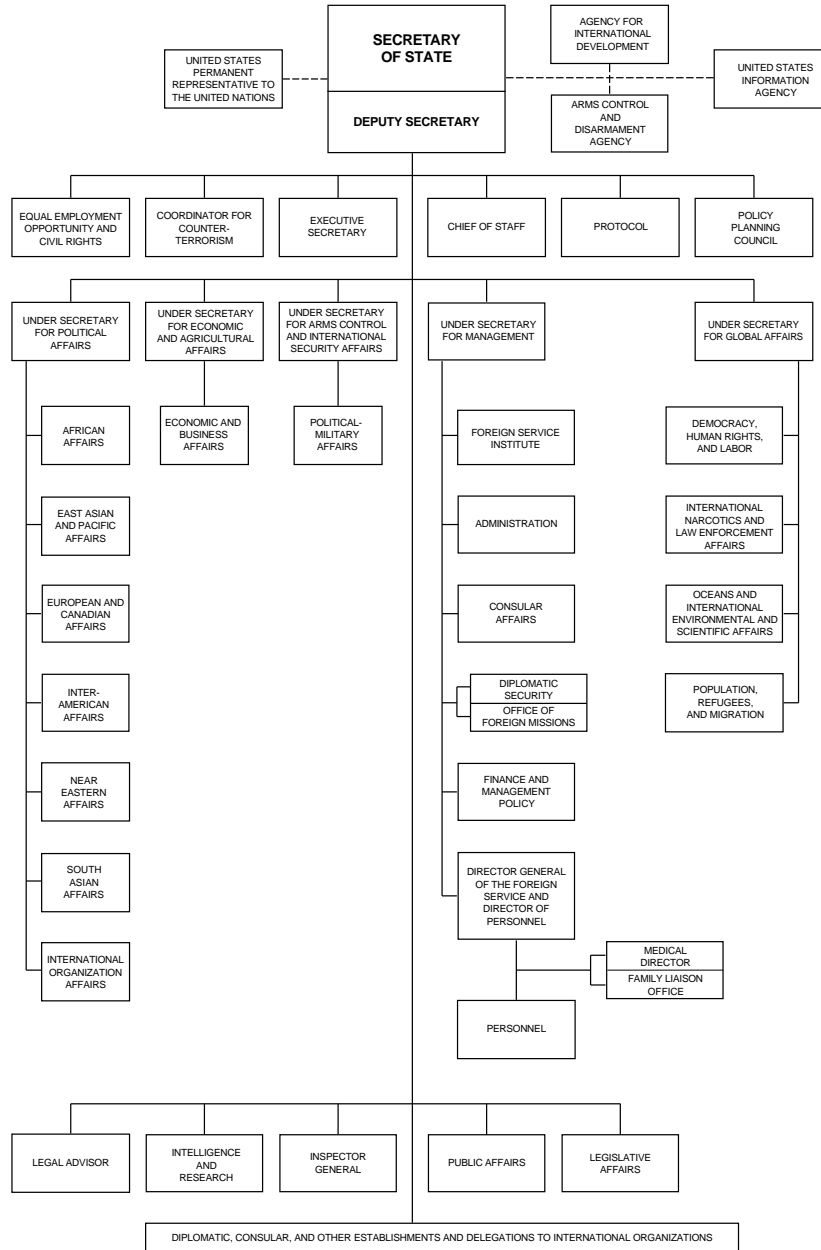 SECRETARY
OF STATE
DEPUTY SECRETARY
UNITED STATES
PERMANENT
REPRESENTATIVE TO
THE UNITED NATIONS
AGENCY FOR
INTERNATIONAL
DEVELOPMENT
ARMS CONTROL
AND
DISARMAMENT
AGENCY
UNITED STATES
INFORMATION
AGENCY
EQUAL EMPLOYMENT
OPPORTUNITY AND
CIVIL RIGHTS
COORDINATOR FOR
COUNTER-
TERRORISM
EXECUTIVE
SECRETARY
CHIEF OF STAFF
PROTOCOL
POLICY
PLANNING
COUNCIL
UNDER SECRETARY
FOR POLITICAL
AFFAIRS
UNDER SECRETARY
FOR ECONOMIC
AND AGRICULTURAL
AFFAIRS
UNDER SECRETARY
FOR ARMS CONTROL
AND INTERNATIONAL
SECURITY AFFAIRS
UNDER SECRETARY
FOR MANAGEMENT
UNDER SECRETARY
FOR GLOBAL AFFAIRS
AFRICAN
AFFAIRS
EAST ASIAN
AND PACIFIC
AFFAIRS
EUROPEAN AND
CANADIAN
AFFAIRS
INTER-
AMERICAN
AFFAIRS
NEAR
EASTERN
AFFAIRS
SOUTH
ASIAN
AFFAIRS
INTERNATIONAL
ORGANIZATION
AFFAIRS
ECONOMIC AND
BUSINESS
AFFAIRS
POLITICAL-
MILITARY
AFFAIRS
FOREIGN SERVICE
INSTITUTE
ADMINISTRATION
CONSULAR
AFFAIRS
DIPLOMATIC
SECURITY
OFFICE OF
FOREIGN MISSIONS
FINANCE AND
MANAGEMENT
POLICY
DIRECTOR GENERAL
OF THE FOREIGN
SERVICE AND
DIRECTOR OF
PERSONNEL
MEDICAL
DIRECTOR
FAMILY LIAISON
OFFICE
PERSONNEL
DEMOCRACY,
HUMAN RIGHTS,
AND LABOR
INTERNATIONAL
NARCOTICS AND
LAW ENFORCEMENT
AFFAIRS
OCEANS AND
INTERNATIONAL
ENVIRONMENTAL AND
SCIENTIFIC AFFAIRS
POPULATION,
REFUGEES,
AND MIGRATION
LEGAL ADVISOR
INTELLIGENCE
AND
RESEARCH
INSPECTOR
GENERAL
PUBLIC AFFAIRS
LEGISLATIVE
AFFAIRS
DIPLOMATIC, CONSULAR, AND OTHER ESTABLISHMENTS AND DELEGATIONS TO INTERNATIONAL ORGANIZATIONS